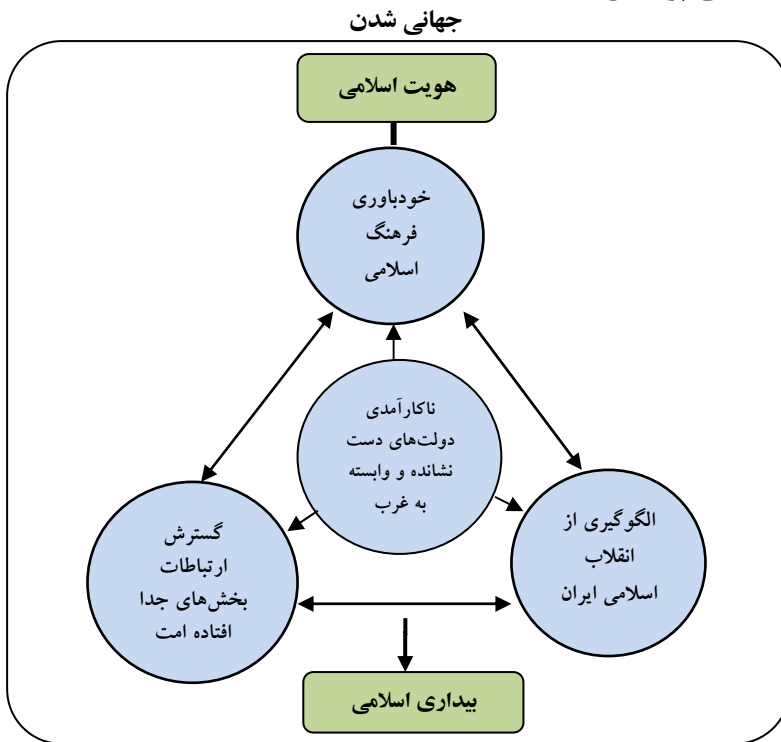 جهانی شدن
هویت اسلامی
خودباوری
فرهنگ
اسلامی
ناکارآمدی
دولت‌های دست
نشانده و وابسته
به غرب
الگوگیری از
انقلاب
اسلامی ایران
گسترش
ارتباطات
بخش‌های جدا
افتاده امت
بیداری اسلامی